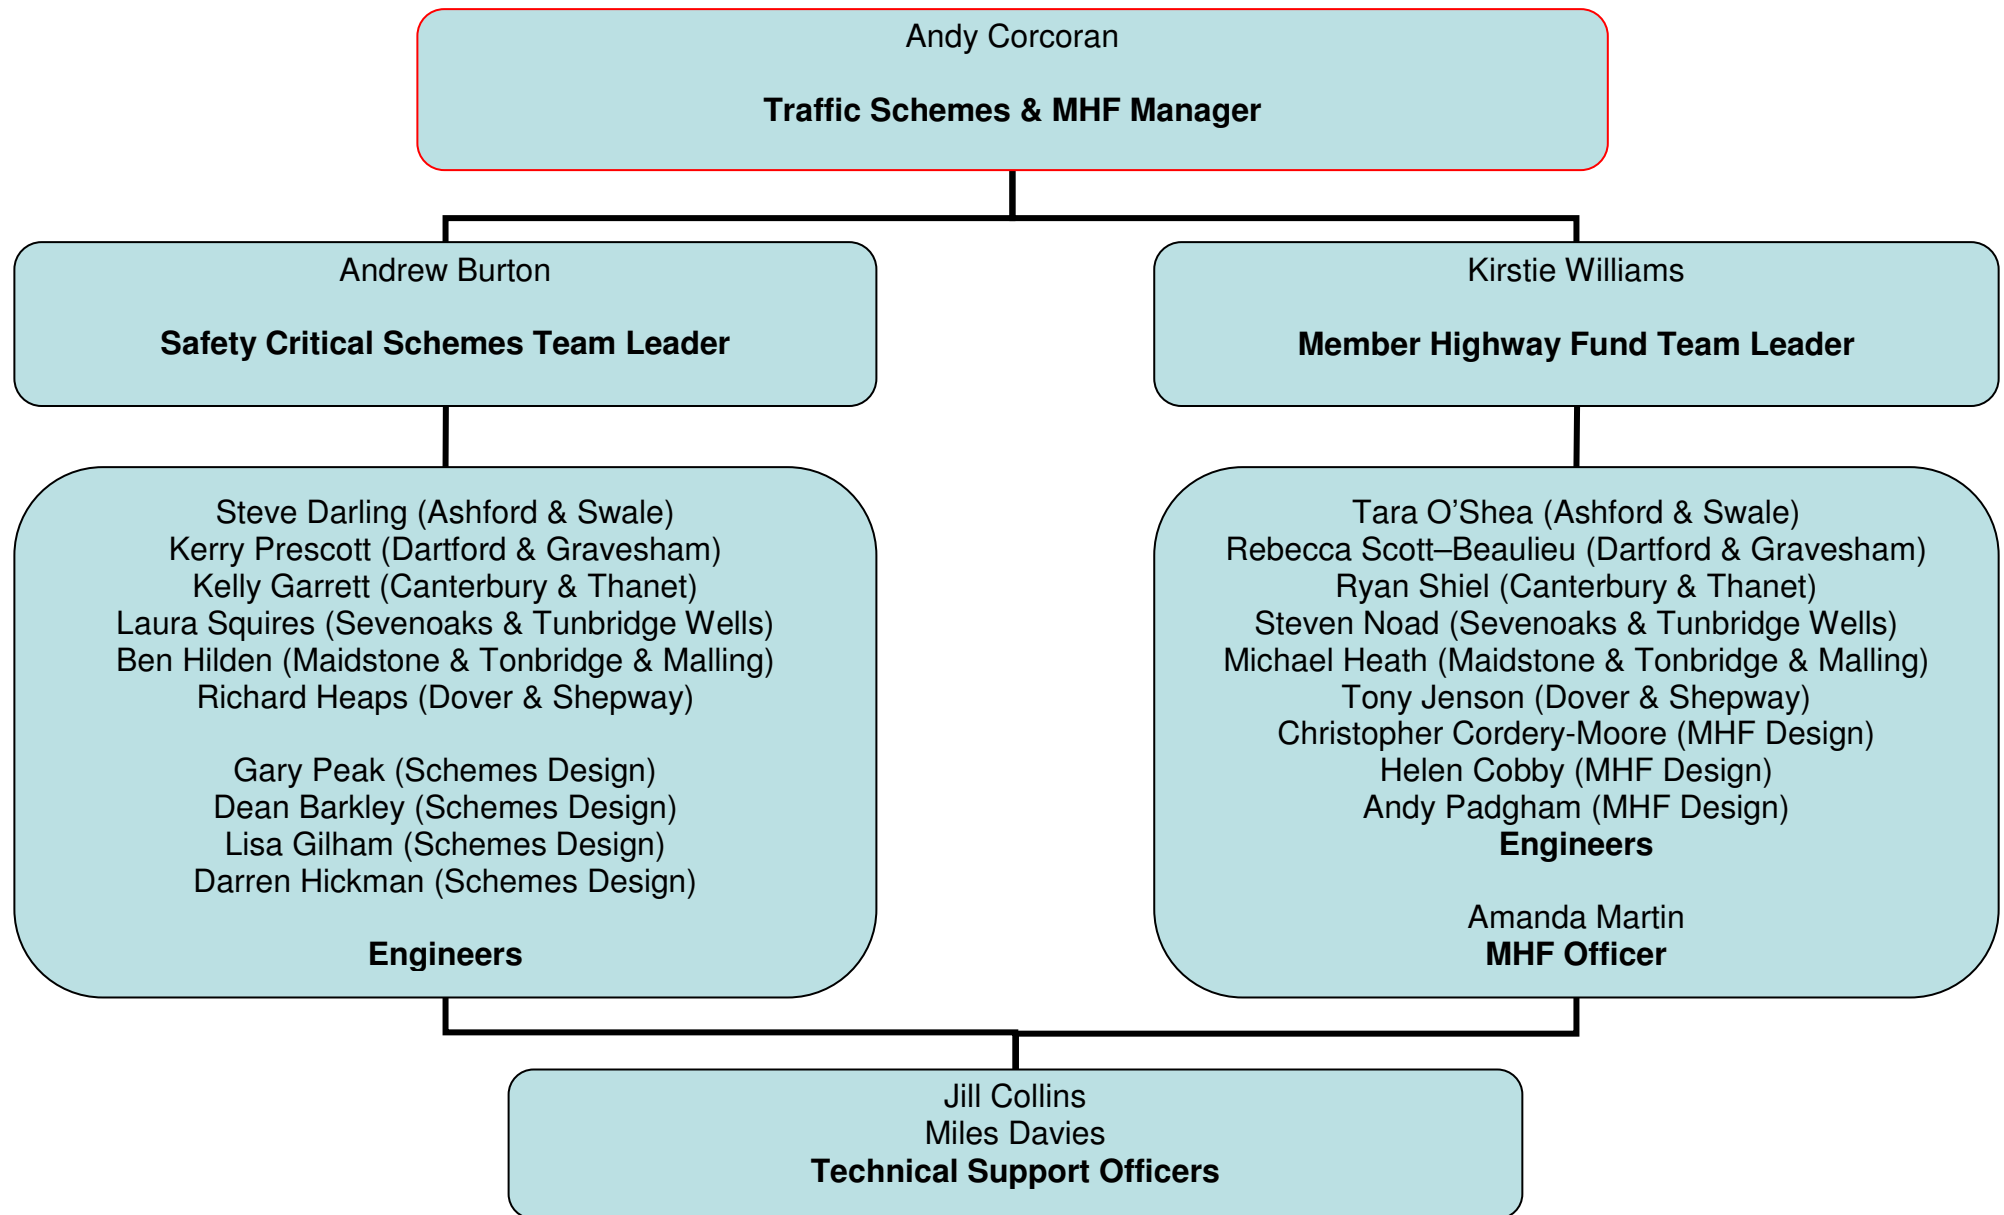 Andy Corcoran
Traffic Schemes & MHF Manager
Andrew Burton
Safety Critical Schemes Team Leader
Kirstie Williams
Member Highway Fund Team Leader
Steve Darling (Ashford & Swale)
Kerry Prescott (Dartford & Gravesham)
Kelly Garrett (Canterbury & Thanet)
Laura Squires (Sevenoaks & Tunbridge Wells)
Ben Hilden (Maidstone & Tonbridge & Malling)
Richard Heaps (Dover & Shepway)
Gary Peak (Schemes Design)
Dean Barkley (Schemes Design)
Lisa Gilham (Schemes Design)
Darren Hickman (Schemes Design)
Engineers
Tara O’Shea (Ashford & Swale)
Rebecca Scott–Beaulieu (Dartford & Gravesham)
Ryan Shiel (Canterbury & Thanet)
Steven Noad (Sevenoaks & Tunbridge Wells)
Michael Heath (Maidstone & Tonbridge & Malling)
Tony Jenson (Dover & Shepway)
Christopher Cordery-Moore (MHF Design)
Helen Cobby (MHF Design)
Andy Padgham (MHF Design)
Engineers
Amanda Martin
MHF Officer
Jill Collins
Miles Davies
Technical Support Officers